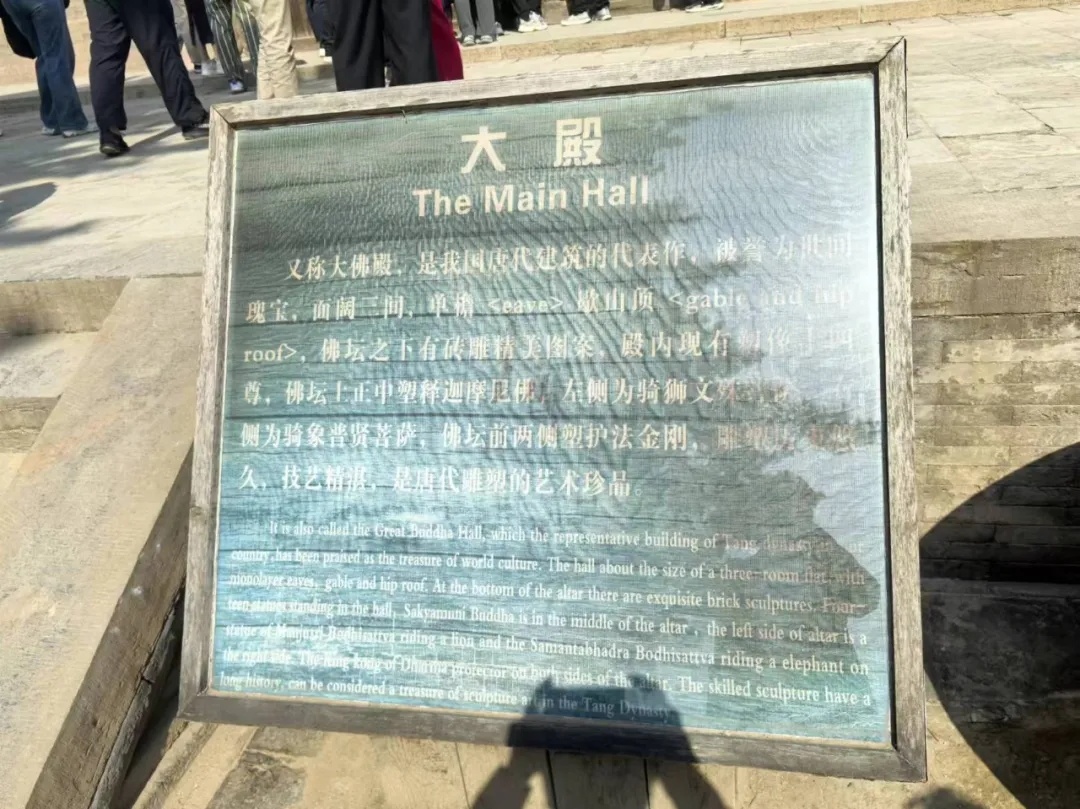 大殿
The Main Hall
又称大佛殿，是我国唐代建筑的代表作，被誉为世间
瑰宝，面阔三间，单檐 <eave> 歇山顶 <gable and hip
roof>，佛坛之下有砖雕精美图案，殿内现有塑像十四
尊，佛坛上正中塑释迦摩尼佛，左侧为骑狮文殊
侧为骑象普贤菩萨，佛坛前两侧塑护法金刚，
久，技艺精湛，是唐代雕塑的艺术珍品。
It is also called the Great Buddha Hall, which the representative building of Tang dynasty
country has been praised as the treasure of world culture. The hall about the size of a three-room flat, with
monolayer eaves, gable and hip roof. At the bottom of the altar there are exquisite brick sculptures. Four-
teen statues standing in the hall, Sakyamuni Buddha is in the middle of the altar , the left side of altar is a
statue of Manjusri Bodhisattva riding a lion and the Samantabhadra Bodhisattva riding a elephant on
the right side. The King kong of Dharma protector on both sides of the altar. The skilled sculpture have a
long history, can be considered a treasure of sculpture art in the Tang Dynasty